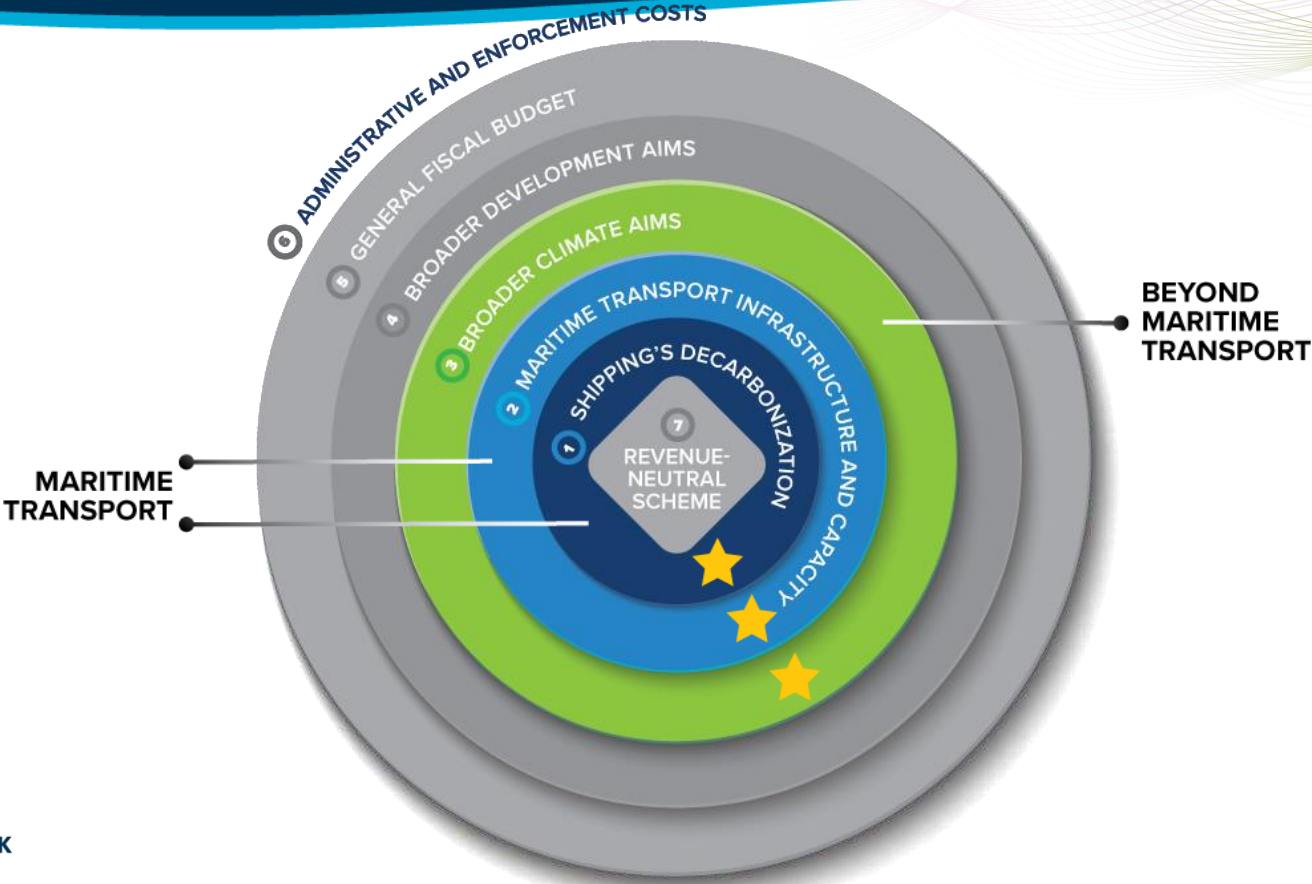 6 ADMINISTRATIVE AND ENFORCEMENT COSTS
5 GENERAL FISCAL BUDGET
4 BROADER DEVELOPMENT AIMS
3 BROADER CLIMATE AIMS
2 MARITIME TRANSPORT INFRASTRUCTURE AND CAPACITY
1 SHIPPING'S DECARBONIZATION
7
REVENUE-
NEUTRAL
SCHEME
BEYOND
MARITIME
TRANSPORT
MARITIME
TRANSPORT
K